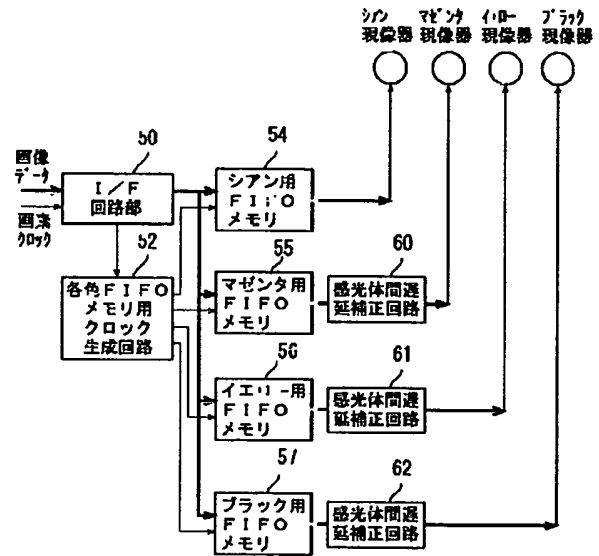 シアン マゼンタ イエロー ブラック
現像器 現像器 現像器 現像器
50
54
画像
データ
I/F
回路部
シアン用
FIFO
メモリ
画素
クロック
52
55
60
各色FIFO
メモリ用
クロック
生成回路
マゼンタ用
FIFO
メモリ
感光体間遅
延補正回路
56
61
イエロー用
FIFO
メモリ
感光体間遅
延補正回路
57
62
ブラック用
FIFO
メモリ
感光体間遅
延補正回路